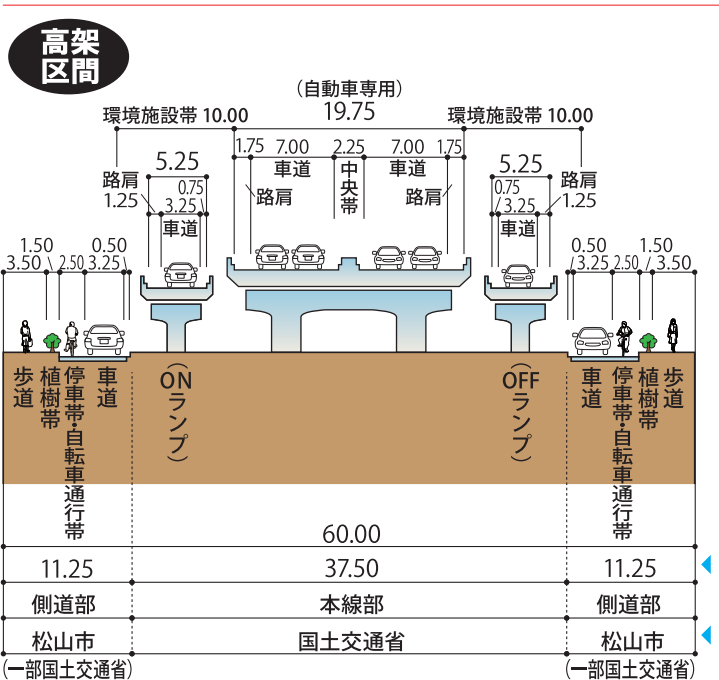 高架
区間
(自動車専用)
環境施設帯 10.00
19.75
環境施設帯 10.00
1.75
7.00
2.25
7.00
1.75
車道
中央帯
車道
路肩
路肩
5.25
路肩
1.25
0.75
3.25
車道
5.25
0.75
路肩
3.25
1.25
車道
1.50
0.50
3.50
2.50
3.25
0.50
1.50
3.25
2.50
3.50
歩道
植樹帯
停車帯・自転車通行帯
車道
(ONランプ)
(OFFランプ)
車道
停車帯・自転車通行帯
植樹帯
歩道
60.00
11.25
37.50
11.25
側道部
本線部
側道部
松山市
国土交通省
松山市
(一部国土交通省)
(一部国土交通省)